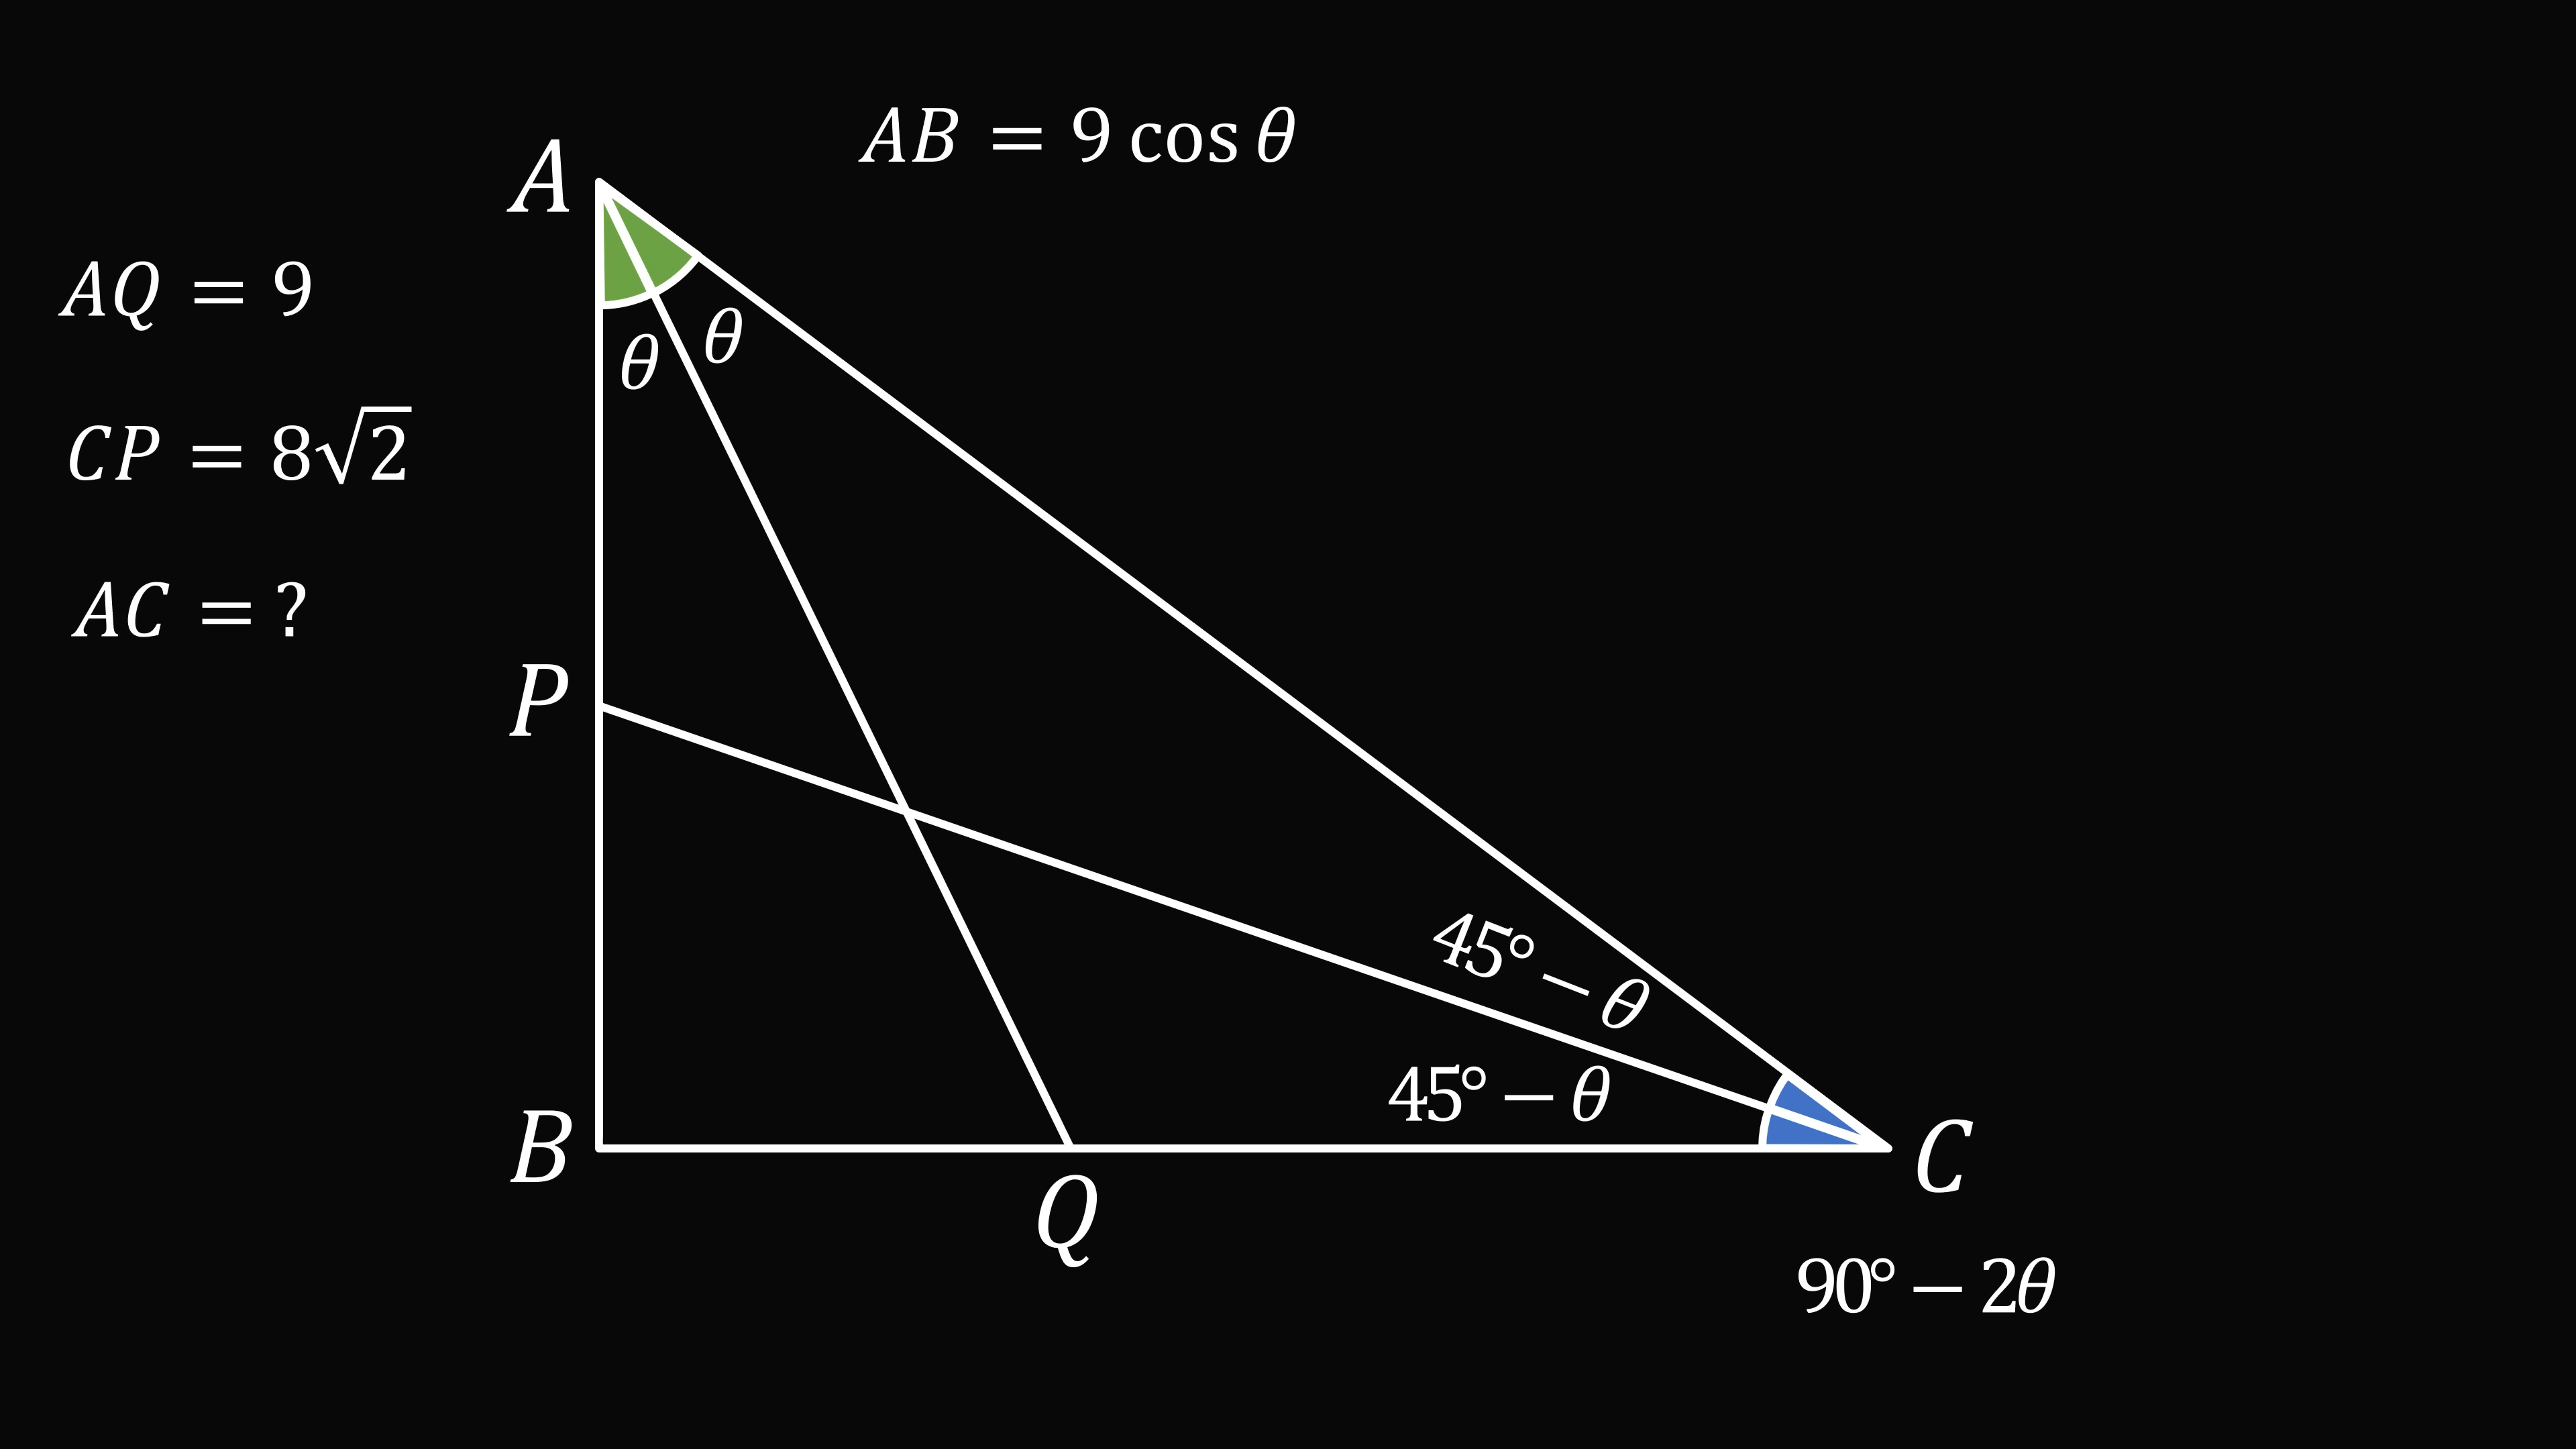 AB = 9 cos θ
A
AQ = 9
θ
θ
CP = 8√2
AC = ?
P
45° – θ
45° – θ
B
C
Q
90° – 2θ